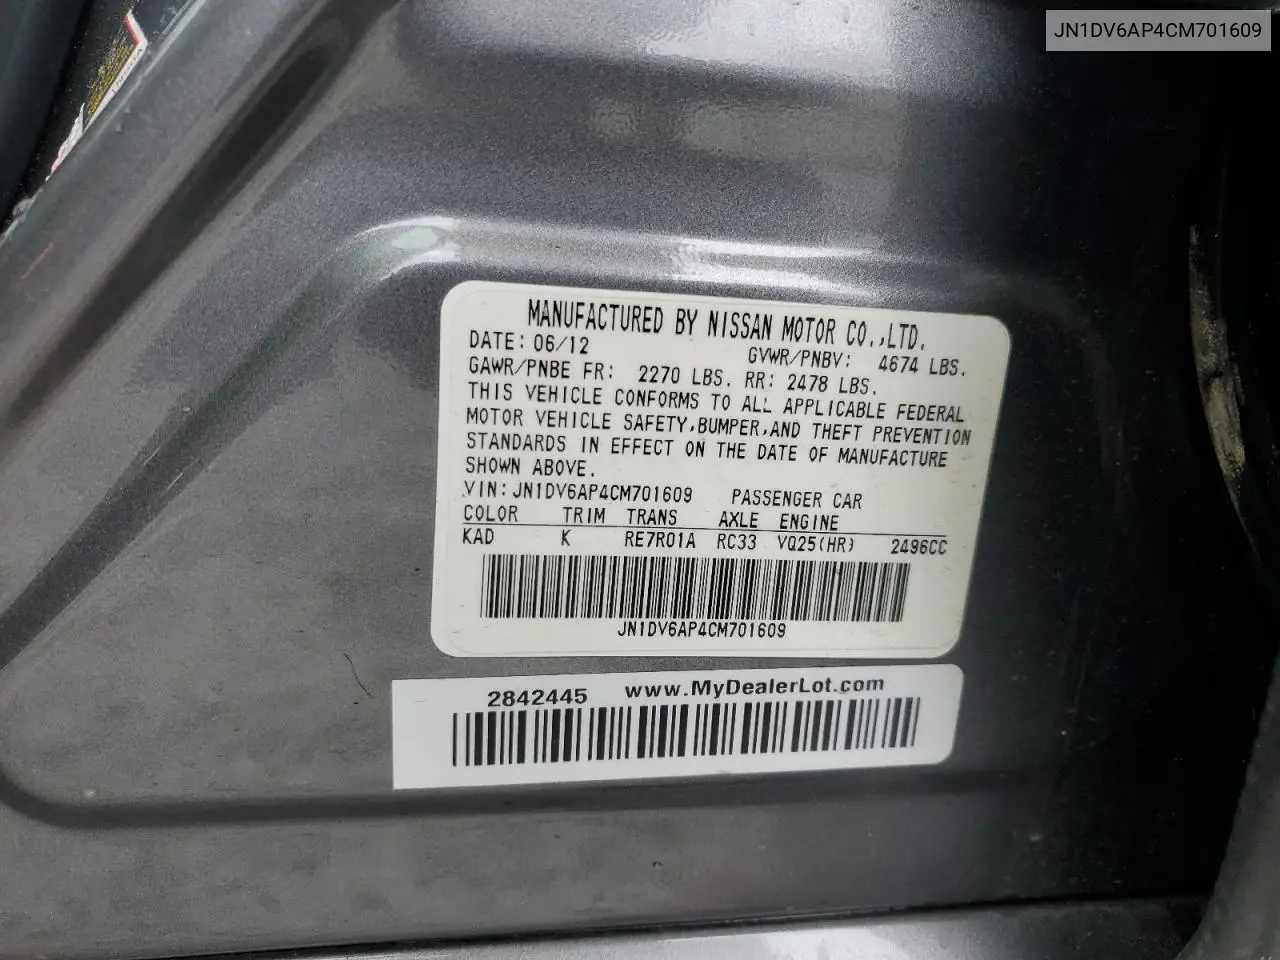 JN1DV6AP4CM701609
MANUFACTURED BY NISSAN MOTOR CO.,LTD.
DATE: 06/12 GVWR/PNBV: 4674 LBS.
GAWR/PNBE FR: 2270 LBS. RR: 2478 LBS.
THIS VEHICLE CONFORMS TO ALL APPLICABLE FEDERAL
MOTOR VEHICLE SAFETY,BUMPER,AND THEFT PREVENTION
STANDARDS IN EFFECT ON THE DATE OF MANUFACTURE
SHOWN ABOVE.
VIN:JN1DV6AP4CM701609 PASSENGER CAR
COLOR TRIM TRANS AXLE ENGINE
KAD K RE7R01A RC33 VQ25(HR) 2496CC
JN1DV6AP4CM701609
2842445 www.MyDealerLot.com